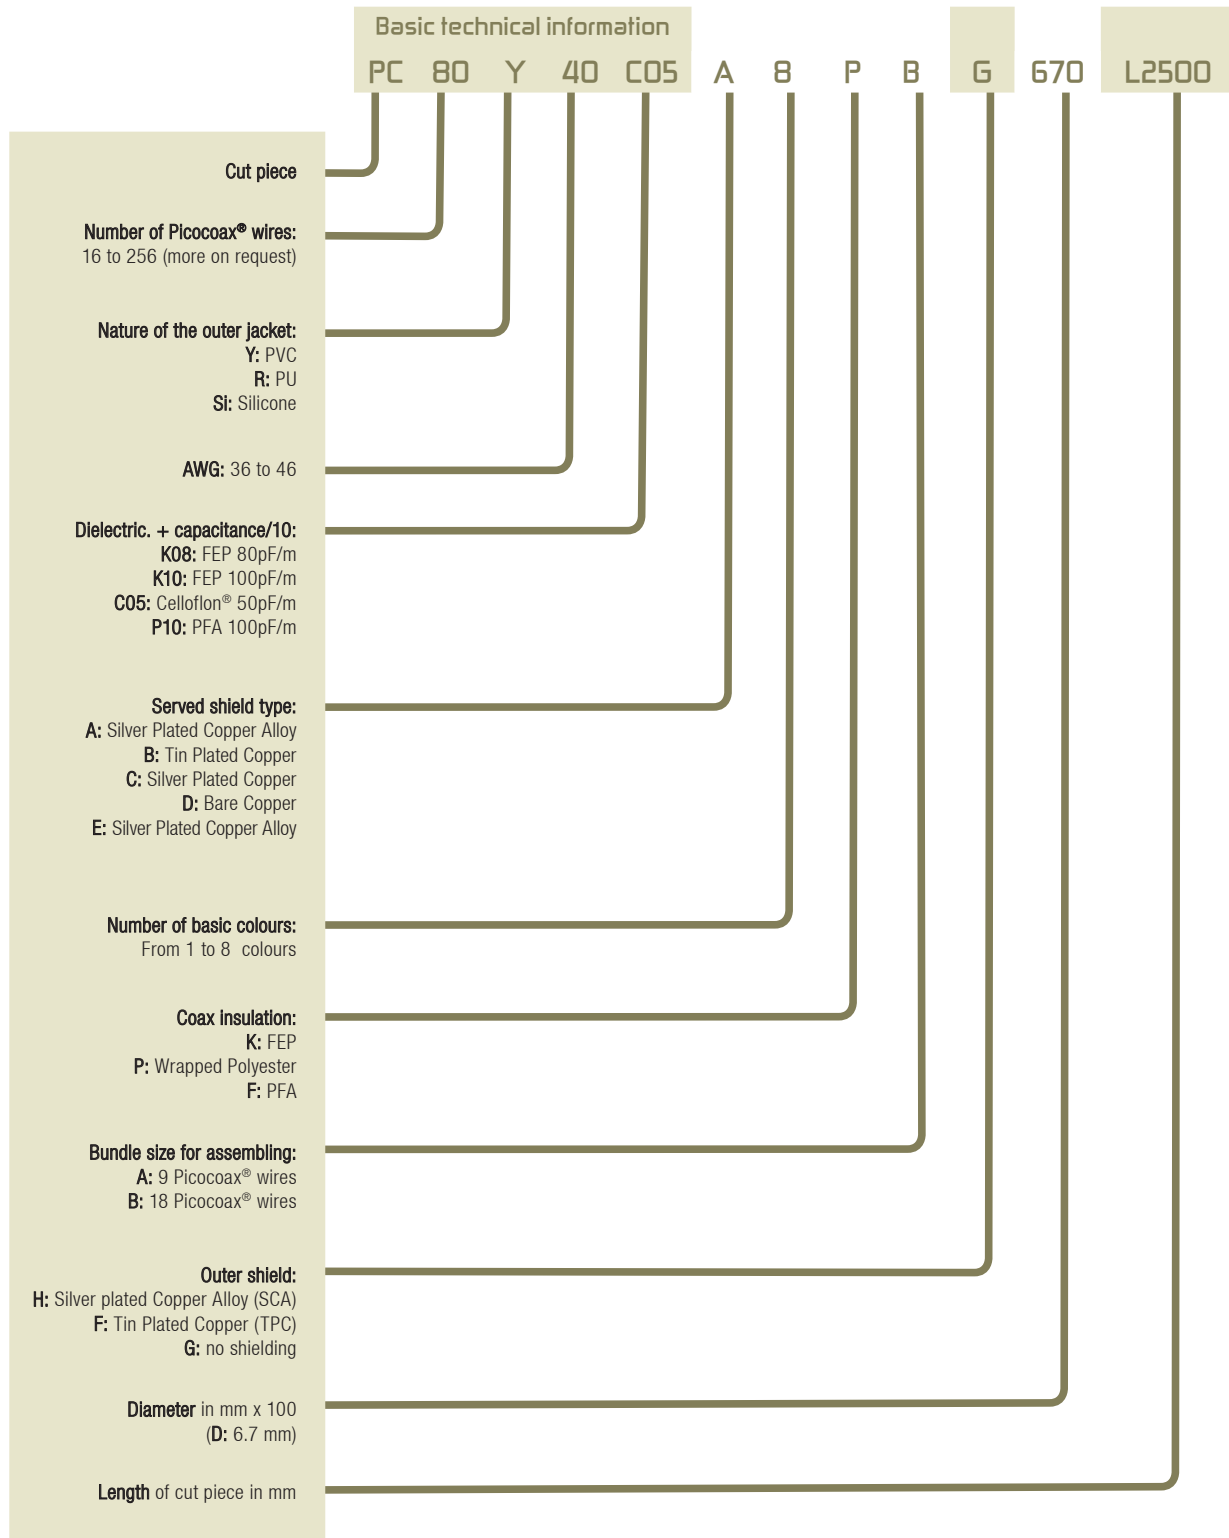 Basic technical information
PC 80 Y 40 C05 A 8 P B G 670 L2500
Cut piece
Number of Picocoax® wires:
16 to 256 (more on request)
Nature of the outer jacket:
Y: PVC
R: PU
Si: Silicone
AWG: 36 to 46
Dielectric. + capacitance/10:
K08: FEP 80pF/m
K10: FEP 100pF/m
C05: Celloflon® 50pF/m
P10: PFA 100pF/m
Served shield type:
A: Silver Plated Copper Alloy
B: Tin Plated Copper
C: Silver Plated Copper
D: Bare Copper
E: Silver Plated Copper Alloy
Number of basic colours:
From 1 to 8 colours
Coax insulation:
K: FEP
P: Wrapped Polyester
F: PFA
Bundle size for assembling:
A: 9 Picocoax® wires
B: 18 Picocoax® wires
Outer shield:
H: Silver plated Copper Alloy (SCA)
F: Tin Plated Copper (TPC)
G: no shielding
Diameter in mm x 100
(D: 6.7 mm)
Length of cut piece in mm